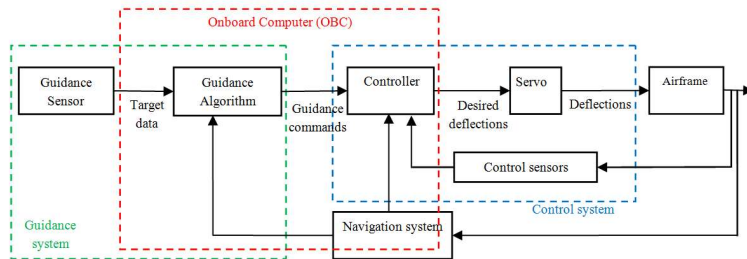 Onboard Computer (OBC)
Guidance
Sensor
Target
data
Guidance
Algorithm
Guidance
commands
Controller
Desired
deflections
Servo
Deflections
Airframe
Control sensors
Control system
Guidance
system
Navigation system